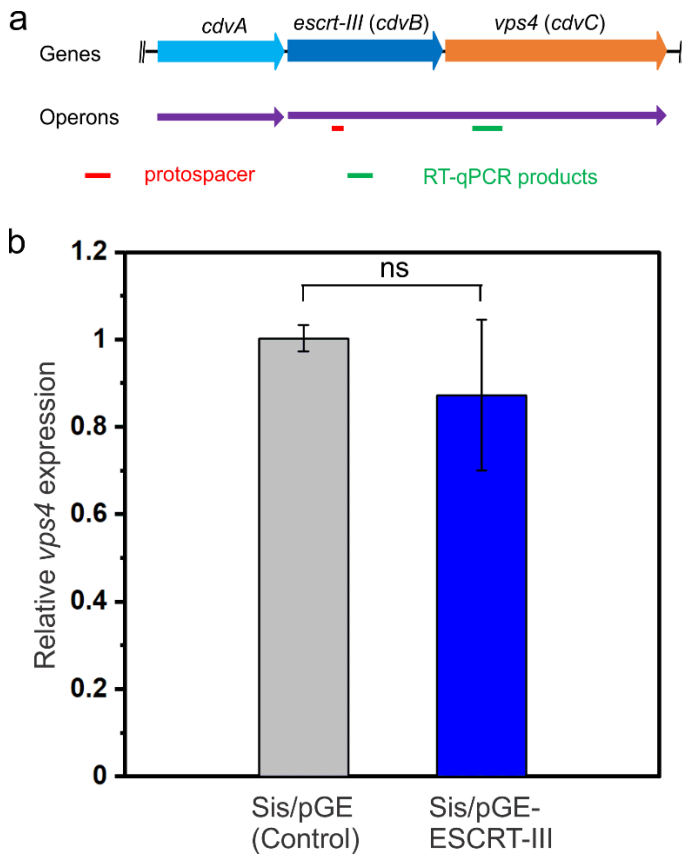 a
cdvA escrt-III (cdvB) vps4 (cdvC)
Genes
Operons
protospacer RT-qPCR products
b
1.2
ns
1
0.8
0.6
0.4
0.2
0
Relative vps4 expression
Sis/pGE Sis/pGE-
(Control) ESCRT-III